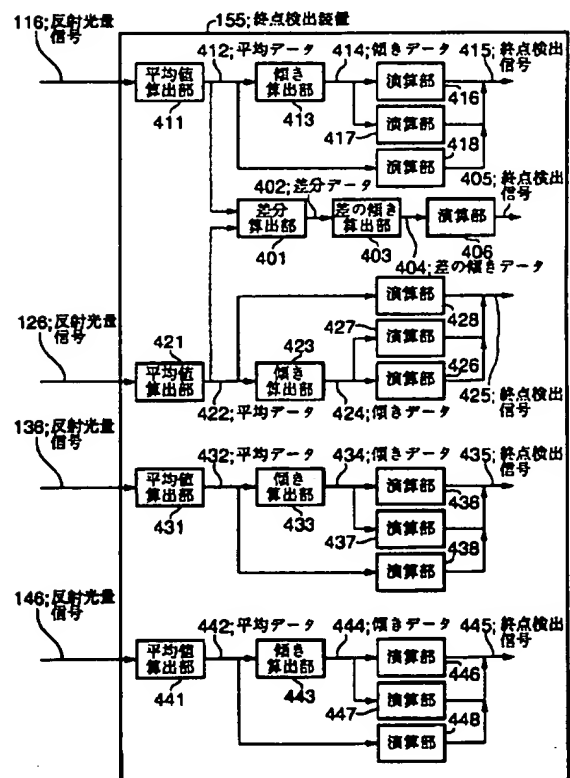 155;終点検出装置
116;反射光量
信号
412;平均データ
414;傾きデータ
415;終点検出
信号
平均値
算出部
411
傾き
算出部
413
演算部
416
417
演算部
418
演算部
402;差分データ
405;終点検出
信号
差分
算出部
401
差の傾き
算出部
403
演算部
406
404;差の傾きデータ
演算部
428
427
演算部
426
演算部
425;終点検出
信号
126;反射光量
信号
421
平均値
算出部
423
傾き
算出部
422;平均データ
424;傾きデータ
136;反射光量
信号
432;平均データ
434;傾きデータ
435;終点検出
信号
平均値
算出部
431
傾き
算出部
433
演算部
436
437
演算部
438
演算部
146;反射光量
信号
442;平均データ
444;傾きデータ
445;終点検出
信号
平均値
算出部
441
傾き
算出部
443
演算部
446
447
演算部
448
演算部